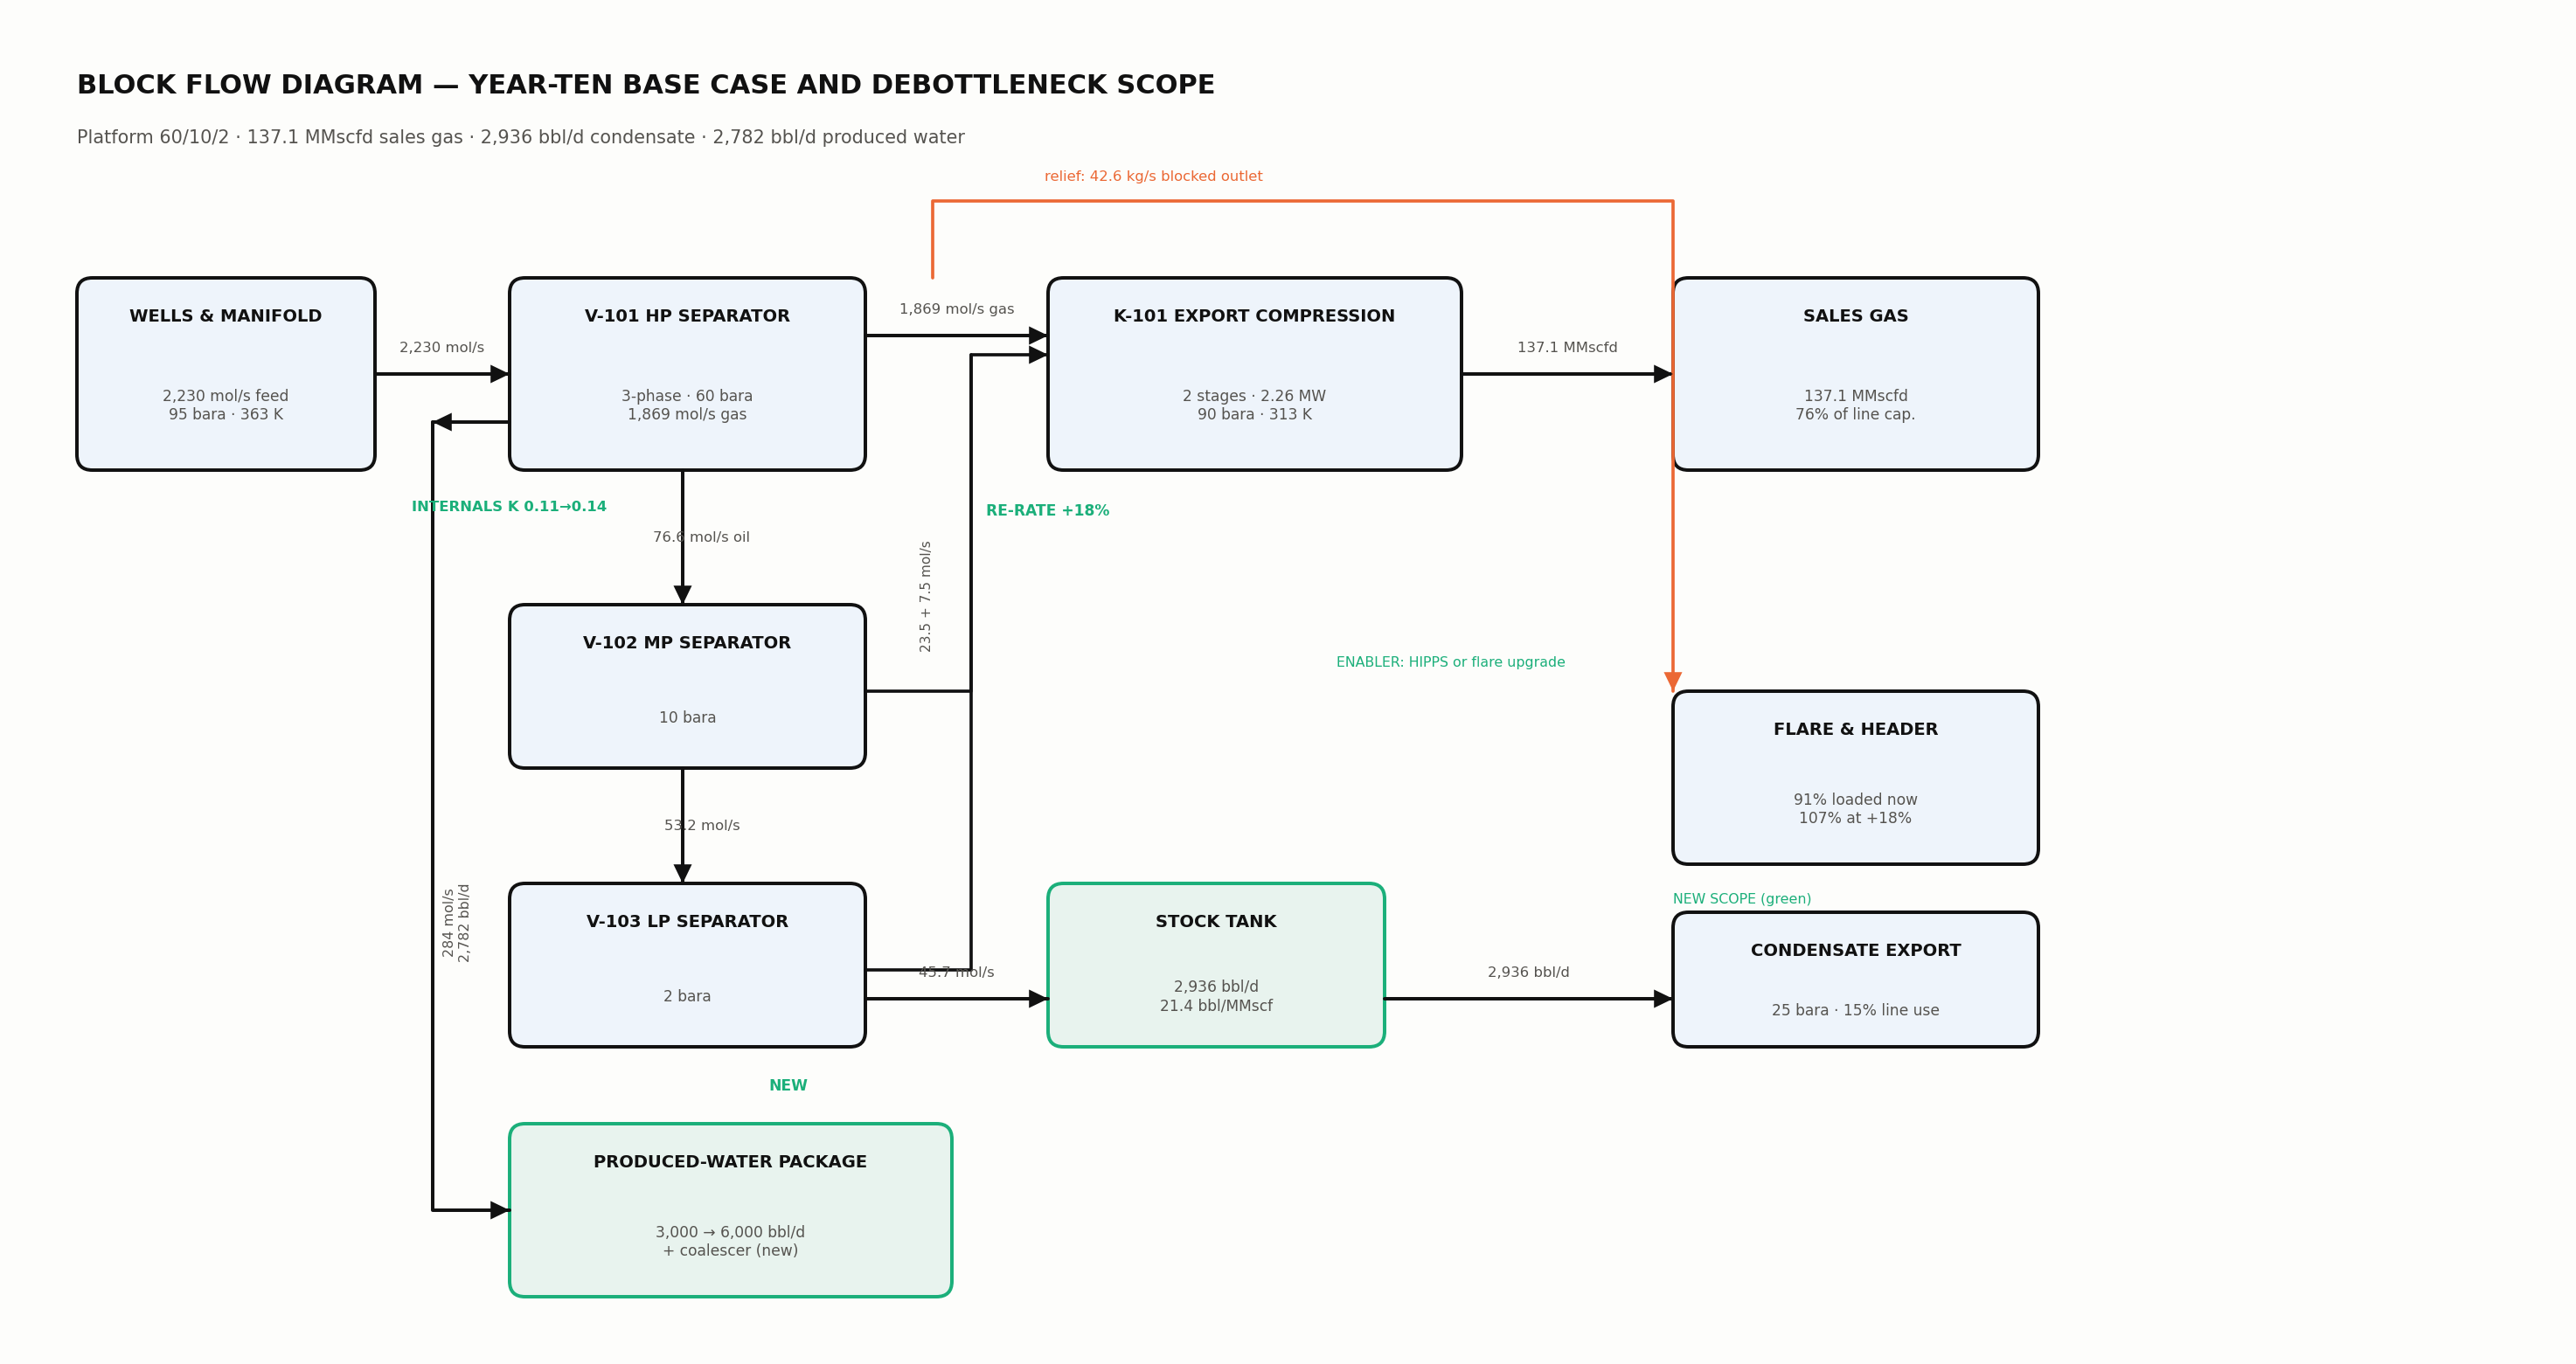 BLOCK FLOW DIAGRAM — YEAR-TEN BASE CASE AND DEBOTTLENECK SCOPE
Platform 60/10/2 · 137.1 MMscfd sales gas · 2,936 bbl/d condensate · 2,782 bbl/d produced water
relief: 42.6 kg/s blocked outlet
WELLS & MANIFOLD
2,230 mol/s feed
95 bara · 363 K
2,230 mol/s
V-101 HP SEPARATOR
3-phase · 60 bara
1,869 mol/s gas
1,869 mol/s gas
K-101 EXPORT COMPRESSION
2 stages · 2.26 MW
90 bara · 313 K
137.1 MMscfd
SALES GAS
137.1 MMscfd
76% of line cap.
INTERNALS K 0.11→0.14
RE-RATE +18%
76.6 mol/s oil
23.5 + 7.5 mol/s
V-102 MP SEPARATOR
10 bara
ENABLER: HIPPS or flare upgrade
FLARE & HEADER
91% loaded now
107% at +18%
53.2 mol/s
284 mol/s
2,782 bbl/d
V-103 LP SEPARATOR
2 bara
45.7 mol/s
STOCK TANK
2,936 bbl/d
21.4 bbl/MMscf
2,936 bbl/d
NEW SCOPE (green)
CONDENSATE EXPORT
25 bara · 15% line use
NEW
PRODUCED-WATER PACKAGE
3,000 → 6,000 bbl/d
+ coalescer (new)